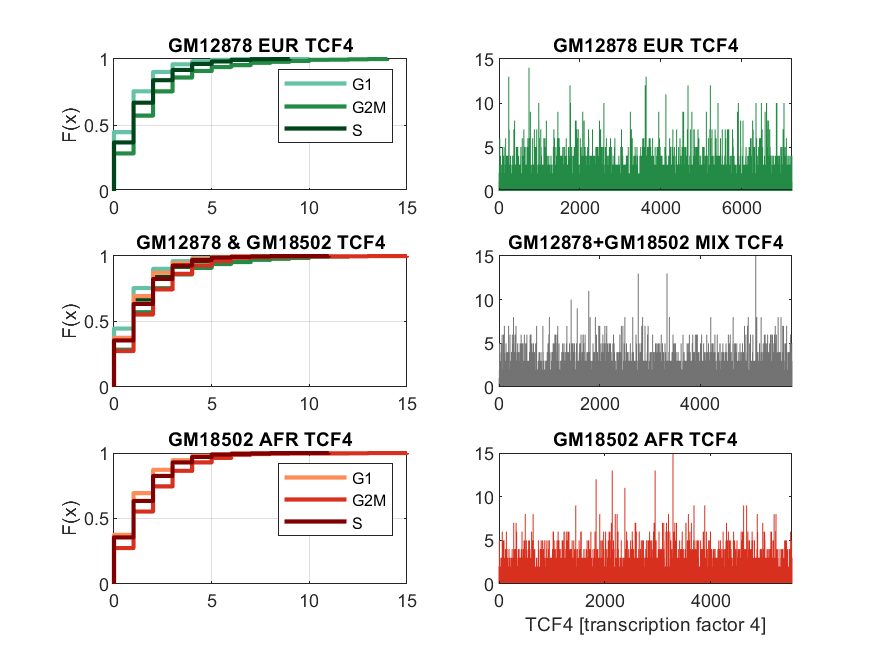 GM12878 EUR TCF4
F(x)
1
0.5
0
0 5 10 15
G1
G2M
S
GM12878 EUR TCF4
15
10
5
0
0 2000 4000 6000
GM12878 & GM18502 TCF4
F(x)
1
0.5
0
0 5 10 15
GM12878+GM18502 MIX TCF4
15
10
5
0
0 2000 4000
GM18502 AFR TCF4
F(x)
1
0.5
0
0 5 10 15
G1
G2M
S
GM18502 AFR TCF4
15
10
5
0
0 2000 4000
TCF4 [transcription factor 4]